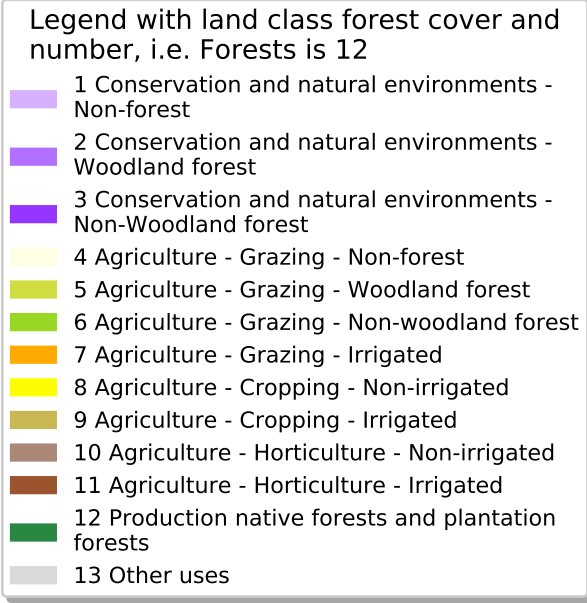 Legend with land class forest cover and
number, i.e. Forests is 12
1 Conservation and natural environments -
Non-forest
2 Conservation and natural environments -
Woodland forest
3 Conservation and natural environments -
Non-Woodland forest
4 Agriculture - Grazing - Non-forest
5 Agriculture - Grazing - Woodland forest
6 Agriculture - Grazing - Non-woodland forest
7 Agriculture - Grazing - Irrigated
8 Agriculture - Cropping - Non-irrigated
9 Agriculture - Cropping - Irrigated
10 Agriculture - Horticulture - Non-irrigated
11 Agriculture - Horticulture - Irrigated
12 Production native forests and plantation
forests
13 Other uses